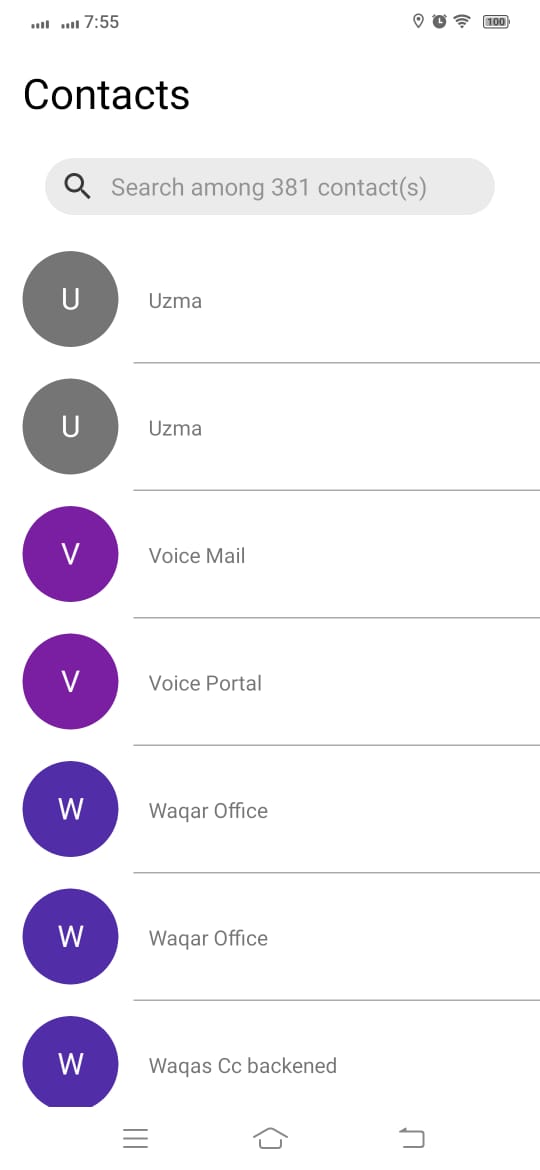 7:55
100
Contacts
Search among 381 contact(s)
U Uzma
U Uzma
V Voice Mail
V Voice Portal
W Waqar Office
W Waqar Office
W Waqas Cc backened